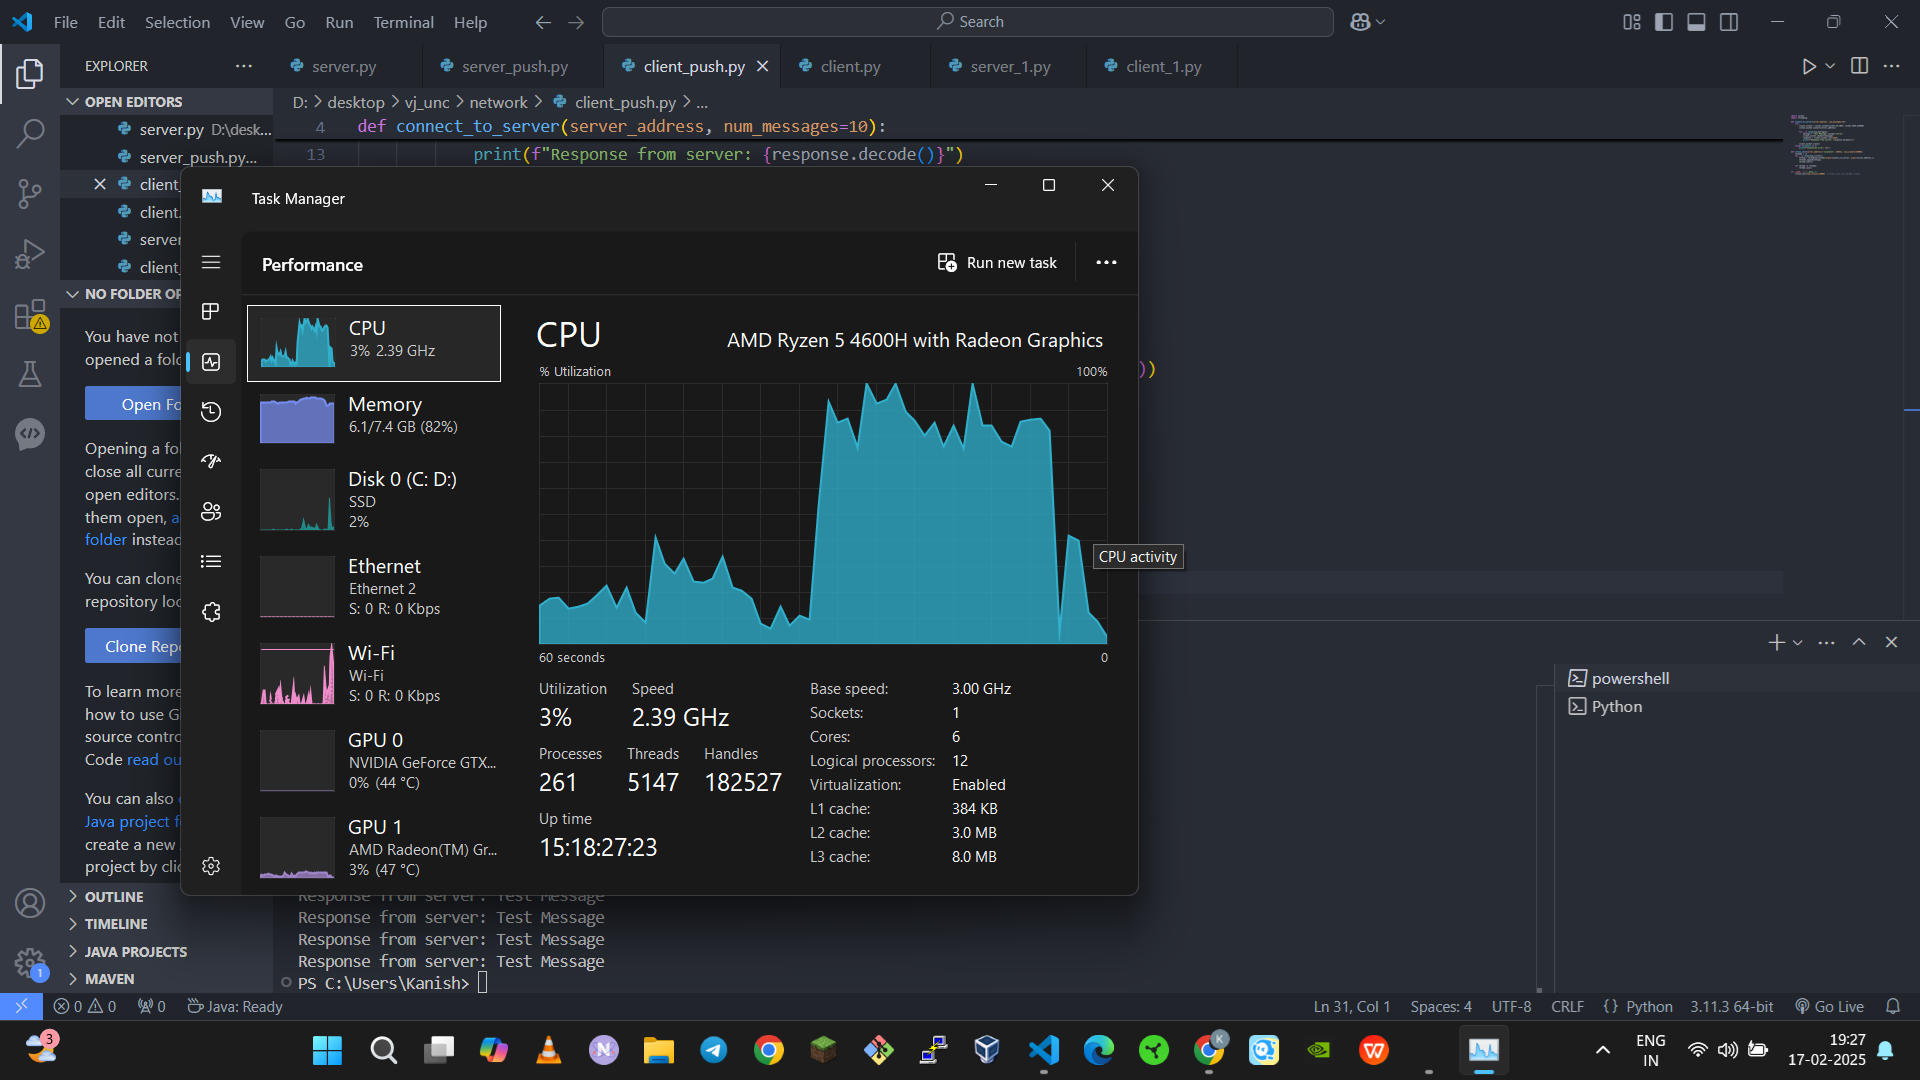 File Edit Selection View Go Run Terminal Help
Search
EXPLORER
server.py
server_push.py
client_push.py
client.py
server_1.py
client_1.py
OPEN EDITORS
D: > desktop > vj_unc > network > client_push.py > ...
server.py D:\desk...
4 def connect_to_server(server_address, num_messages=10):
server_push.py...
13 print(f"Response from server: {response.decode()}")
client_
client.
server
client_
NO FOLDER OP
You have not
opened a fold
Open Fo
Opening a fol
close all curre
open editors.
them open, a
folder instead
You can clone
repository loc
Clone Repo
To learn more
how to use G
source contro
Code read ou
You can also
Java project f
create a new
project by clic
OUTLINE
TIMELINE
JAVA PROJECTS
MAVEN
Task Manager
Performance
Run new task
CPU
3% 2.39 GHz
Memory
6.1/7.4 GB (82%)
Disk 0 (C: D:)
SSD
2%
Ethernet
Ethernet 2
S: 0 R: 0 Kbps
Wi-Fi
Wi-Fi
S: 0 R: 0 Kbps
GPU 0
NVIDIA GeForce GTX...
0% (44 °C)
GPU 1
AMD Radeon(TM) Gr...
3% (47 °C)
CPU
AMD Ryzen 5 4600H with Radeon Graphics
% Utilization 100%
))
CPU activity
60 seconds 0
Utilization Speed
3% 2.39 GHz
Processes Threads Handles
261 5147 182527
Up time
15:18:27:23
Base speed: 3.00 GHz
Sockets: 1
Cores: 6
Logical processors: 12
Virtualization: Enabled
L1 cache: 384 KB
L2 cache: 3.0 MB
L3 cache: 8.0 MB
powershell
Python
Response from server: Test Message
Response from server: Test Message
Response from server: Test Message
Response from server: Test Message
PS C:\Users\Kanish>
1
0 0 0 Java: Ready
Ln 31, Col 1 Spaces: 4 UTF-8 CRLF {} Python 3.11.3 64-bit Go Live
3
N
K
W
ENG
IN
19:27
17-02-2025